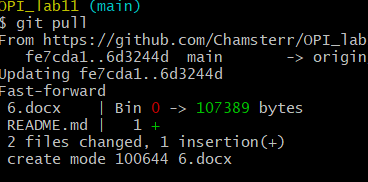 OPI_lab11 (main)
$ git pull
From https://github.com/Chamsterr/OPI_lab
fe7cda1..6d3244d main -> origin
Updating fe7cda1..6d3244d
Fast-forward
6.docx | Bin 0 -> 107389 bytes
README.md | 1 +
2 files changed, 1 insertion(+)
create mode 100644 6.docx